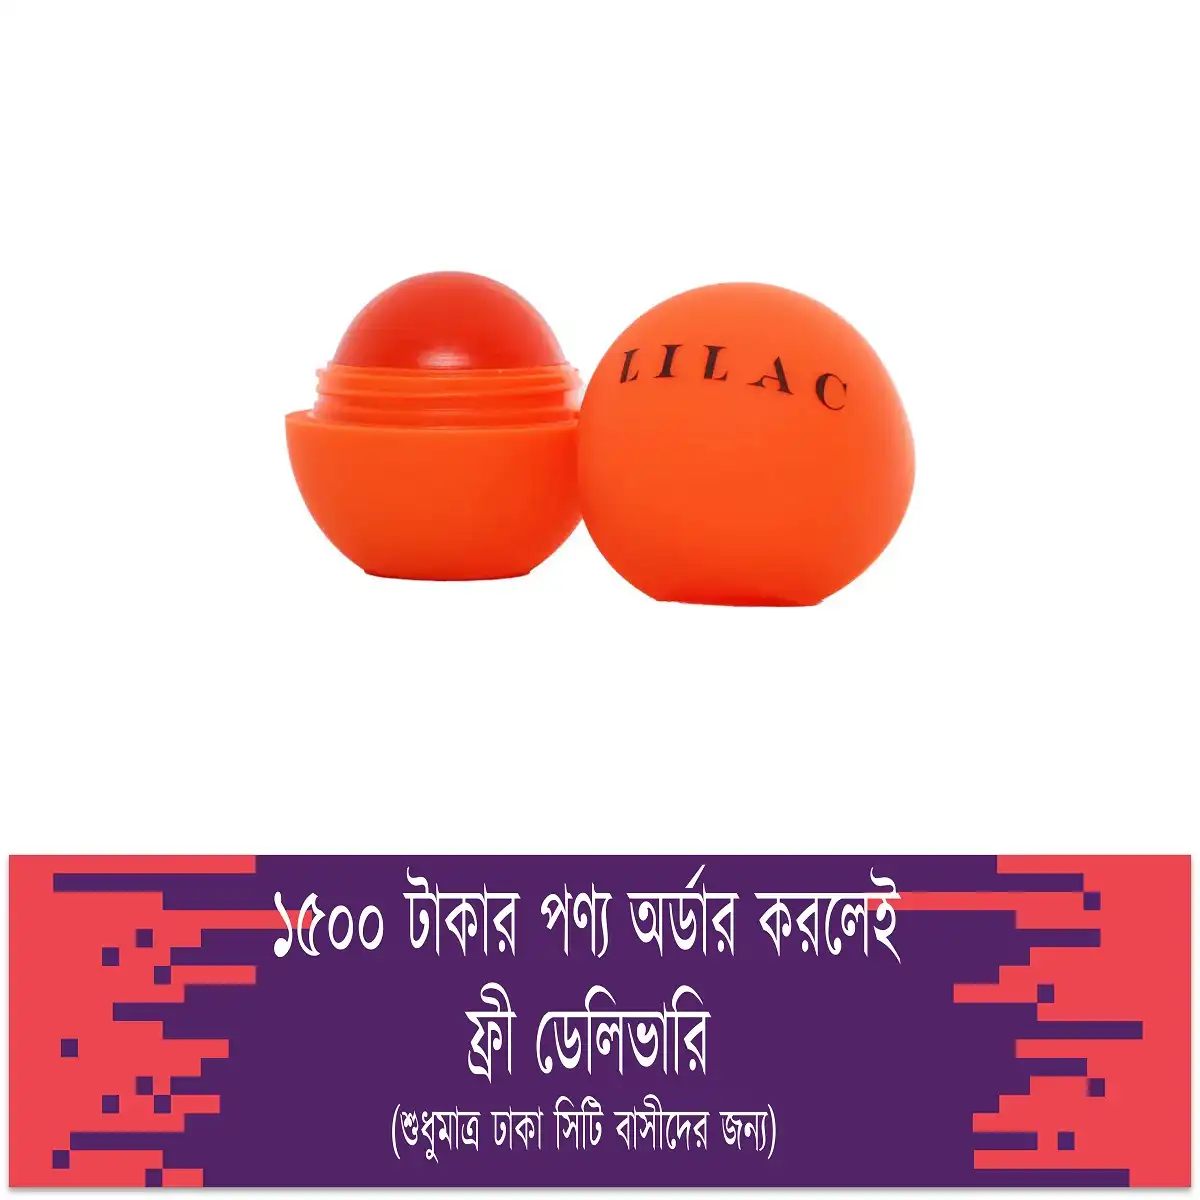 LILAC
১৫০০ টাকার পণ্য অর্ডার করলেই
ফ্রী ডেলিভারি
(শুধুমাত্র ঢাকা সিটি বাসীদের জন্য)